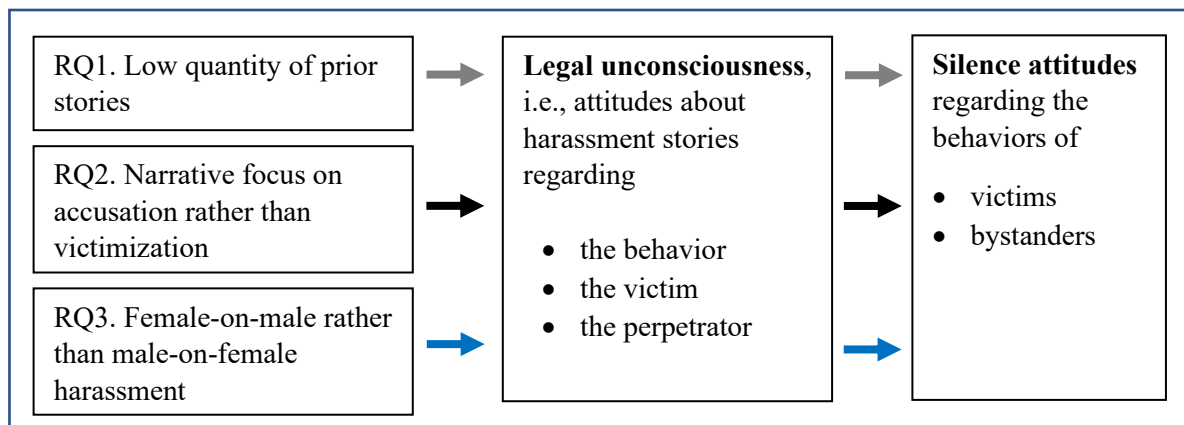 RQ1. Low quantity of prior
stories
RQ2. Narrative focus on
accusation rather than
victimization
RQ3. Female-on-male rather
than male-on-female
harassment
Legal unconsciousness,
i.e., attitudes about
harassment stories
regarding
• the behavior
• the victim
• the perpetrator
Silence attitudes
regarding the
behaviors of
• victims
• bystanders